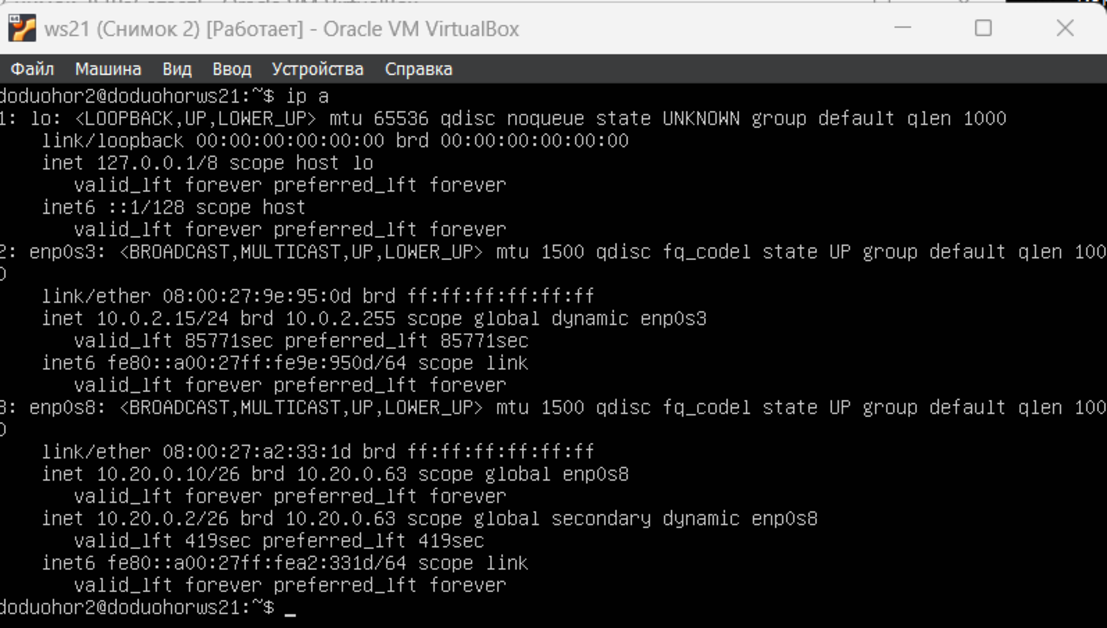 ws21 (Снимок 2) [Работает] - Oracle VM VirtualBox
Файл Машина Вид Ввод Устройства Справка
doduohor2@doduohorws21:~$ ip a
1: lo: <LOOPBACK,UP,LOWER_UP> mtu 65536 qdisc noqueue state UNKNOWN group default qlen 1000
link/loopback 00:00:00:00:00:00 brd 00:00:00:00:00:00
inet 127.0.0.1/8 scope host lo
valid_lft forever preferred_lft forever
inet6 ::1/128 scope host
valid_lft forever preferred_lft forever
2: enp0s3: <BROADCAST,MULTICAST,UP,LOWER_UP> mtu 1500 qdisc fq_codel state UP group default qlen 100
0
link/ether 08:00:27:9e:95:0d brd ff:ff:ff:ff:ff:ff
inet 10.0.2.15/24 brd 10.0.2.255 scope global dynamic enp0s3
valid_lft 85771sec preferred_lft 85771sec
inet6 fe80::a00:27ff:fe9e:950d/64 scope link
valid_lft forever preferred_lft forever
3: enp0s8: <BROADCAST,MULTICAST,UP,LOWER_UP> mtu 1500 qdisc fq_codel state UP group default qlen 100
0
link/ether 08:00:27:a2:33:1d brd ff:ff:ff:ff:ff:ff
inet 10.20.0.10/26 brd 10.20.0.63 scope global enp0s8
valid_lft forever preferred_lft forever
inet 10.20.0.2/26 brd 10.20.0.63 scope global secondary dynamic enp0s8
valid_lft 419sec preferred_lft 419sec
inet6 fe80::a00:27ff:fea2:331d/64 scope link
valid_lft forever preferred_lft forever
doduohor2@doduohorws21:~$ _